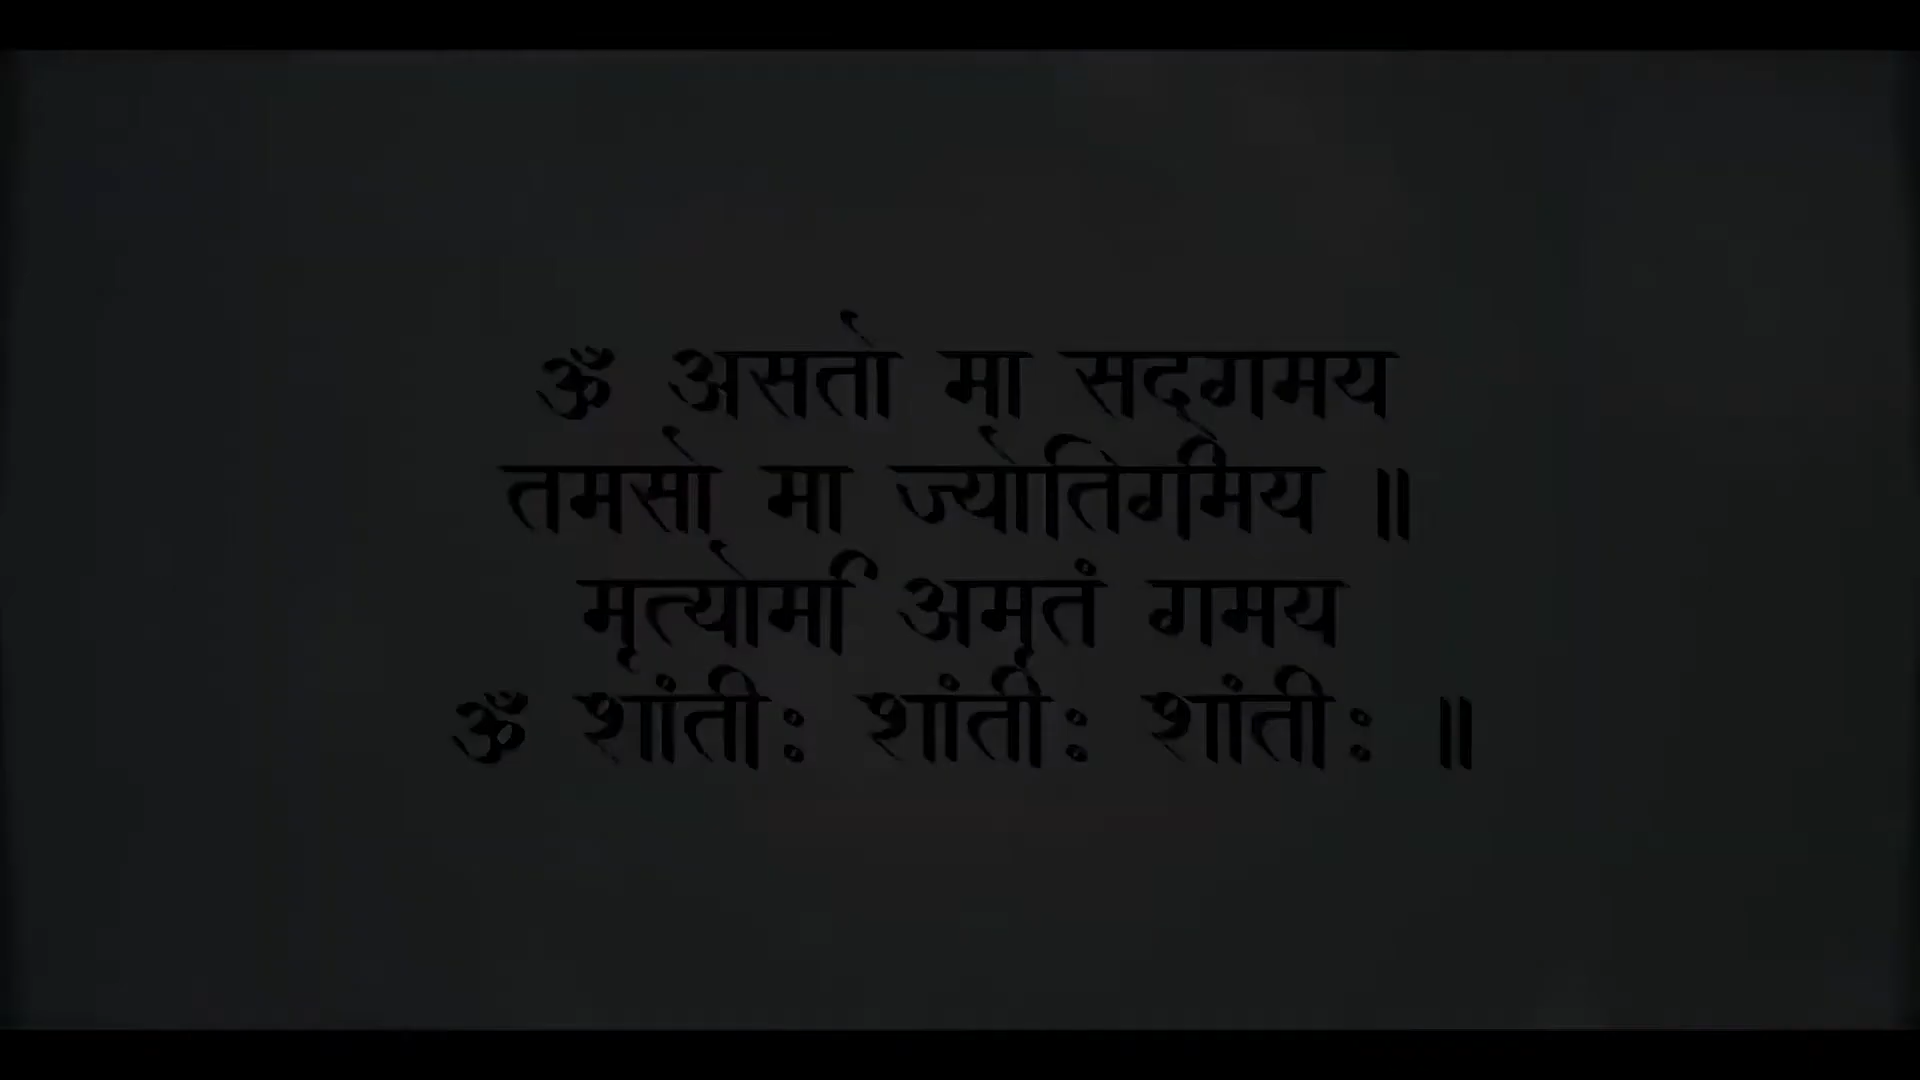 ॐ असतो मा सद्गमय
तमसो मा ज्योतिर्गमय ॥
मृत्योर्मा अमृतं गमय
ॐ शांतीः शांतीः शांतीः ॥